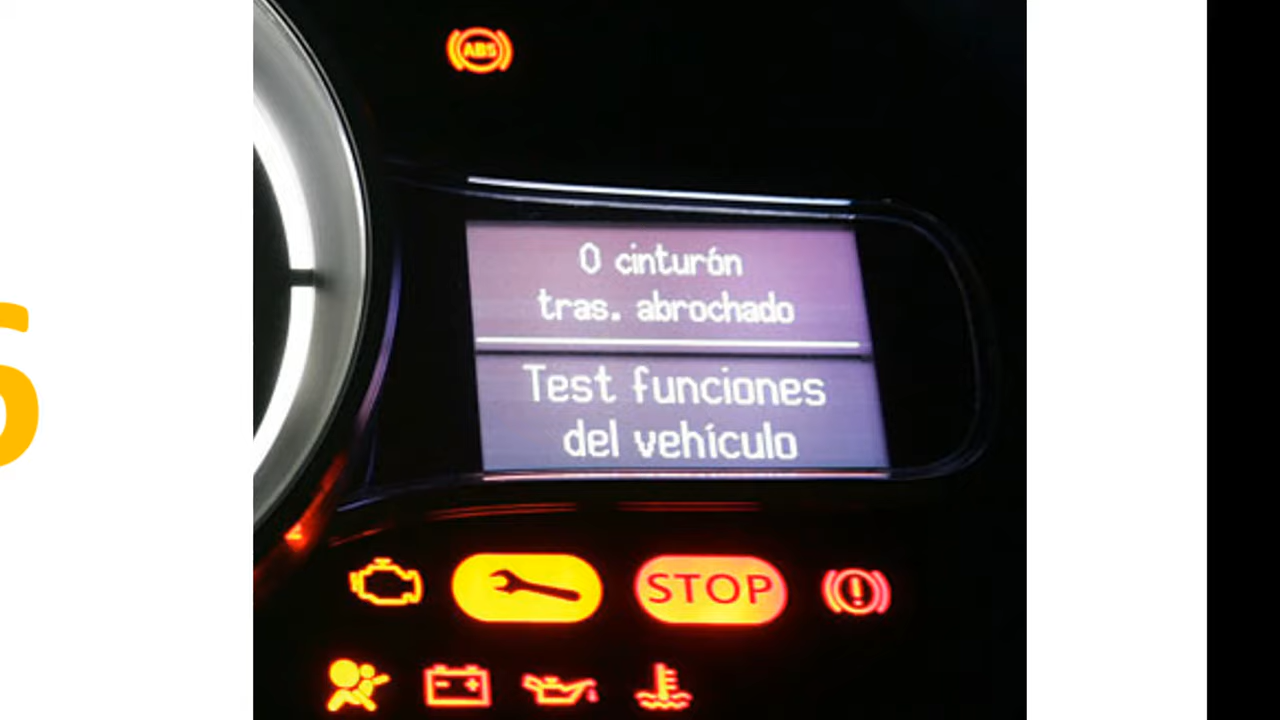 ABS
0 cinturón
tras. abrochado
Test funciones
del vehículo
STOP